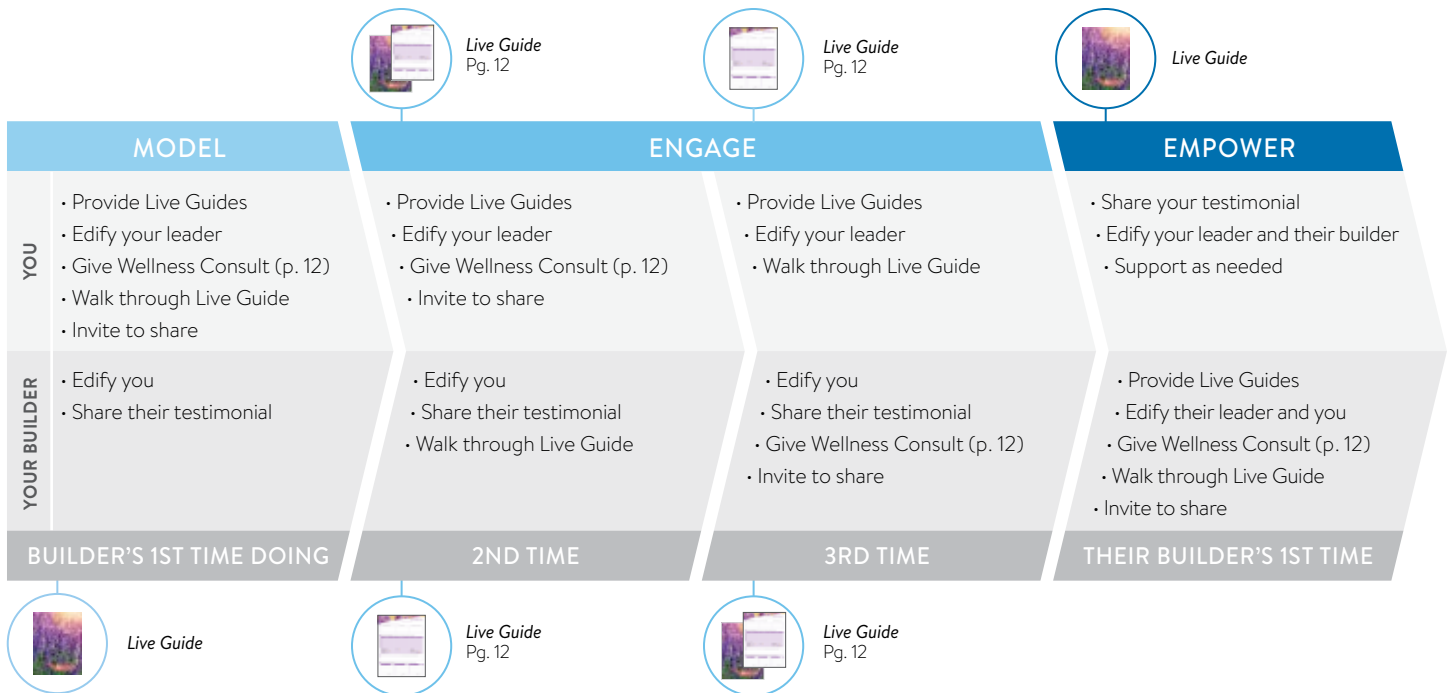 Live Guide
Pg. 12
Live Guide
Pg. 12
Live Guide
MODEL
ENGAGE
EMPOWER
YOU
• Provide Live Guides
• Edify your leader
• Give Wellness Consult (p. 12)
• Walk through Live Guide
• Invite to share
• Provide Live Guides
• Edify your leader
• Give Wellness Consult (p. 12)
• Invite to share
• Provide Live Guides
• Edify your leader
• Walk through Live Guide
• Share your testimonial
• Edify your leader and their builder
• Support as needed
YOUR BUILDER
• Edify you
• Share their testimonial
• Edify you
• Share their testimonial
• Walk through Live Guide
• Edify you
• Share their testimonial
• Give Wellness Consult (p. 12)
• Invite to share
• Provide Live Guides
• Edify their leader and you
• Give Wellness Consult (p. 12)
• Walk through Live Guide
• Invite to share
BUILDER'S 1ST TIME DOING
2ND TIME
3RD TIME
THEIR BUILDER'S 1ST TIME
Live Guide
Live Guide
Pg. 12
Live Guide
Pg. 12